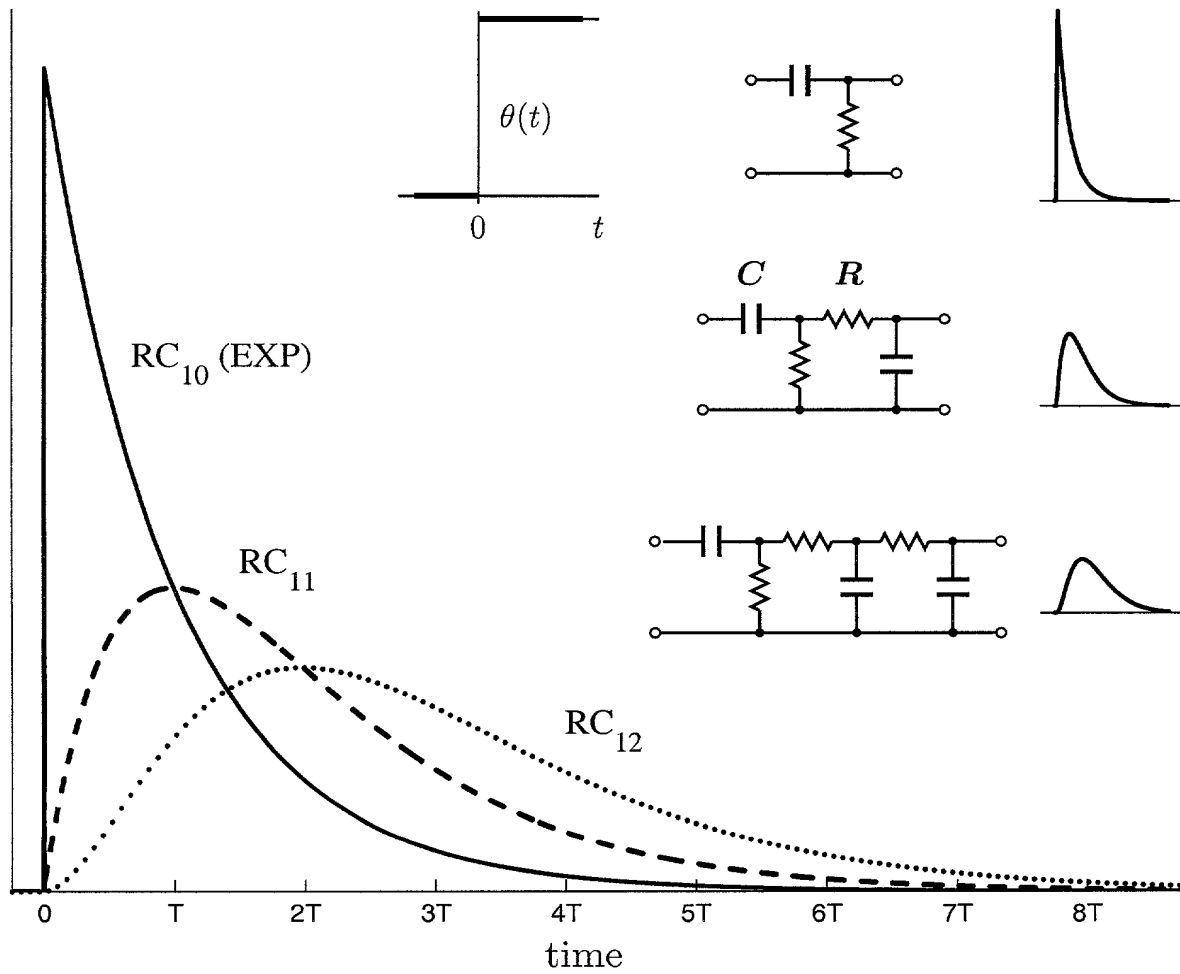 θ(t)
0 t
C R
RC10 (EXP)
RC11
RC12
0 T 2T 3T 4T 5T 6T 7T 8T
time